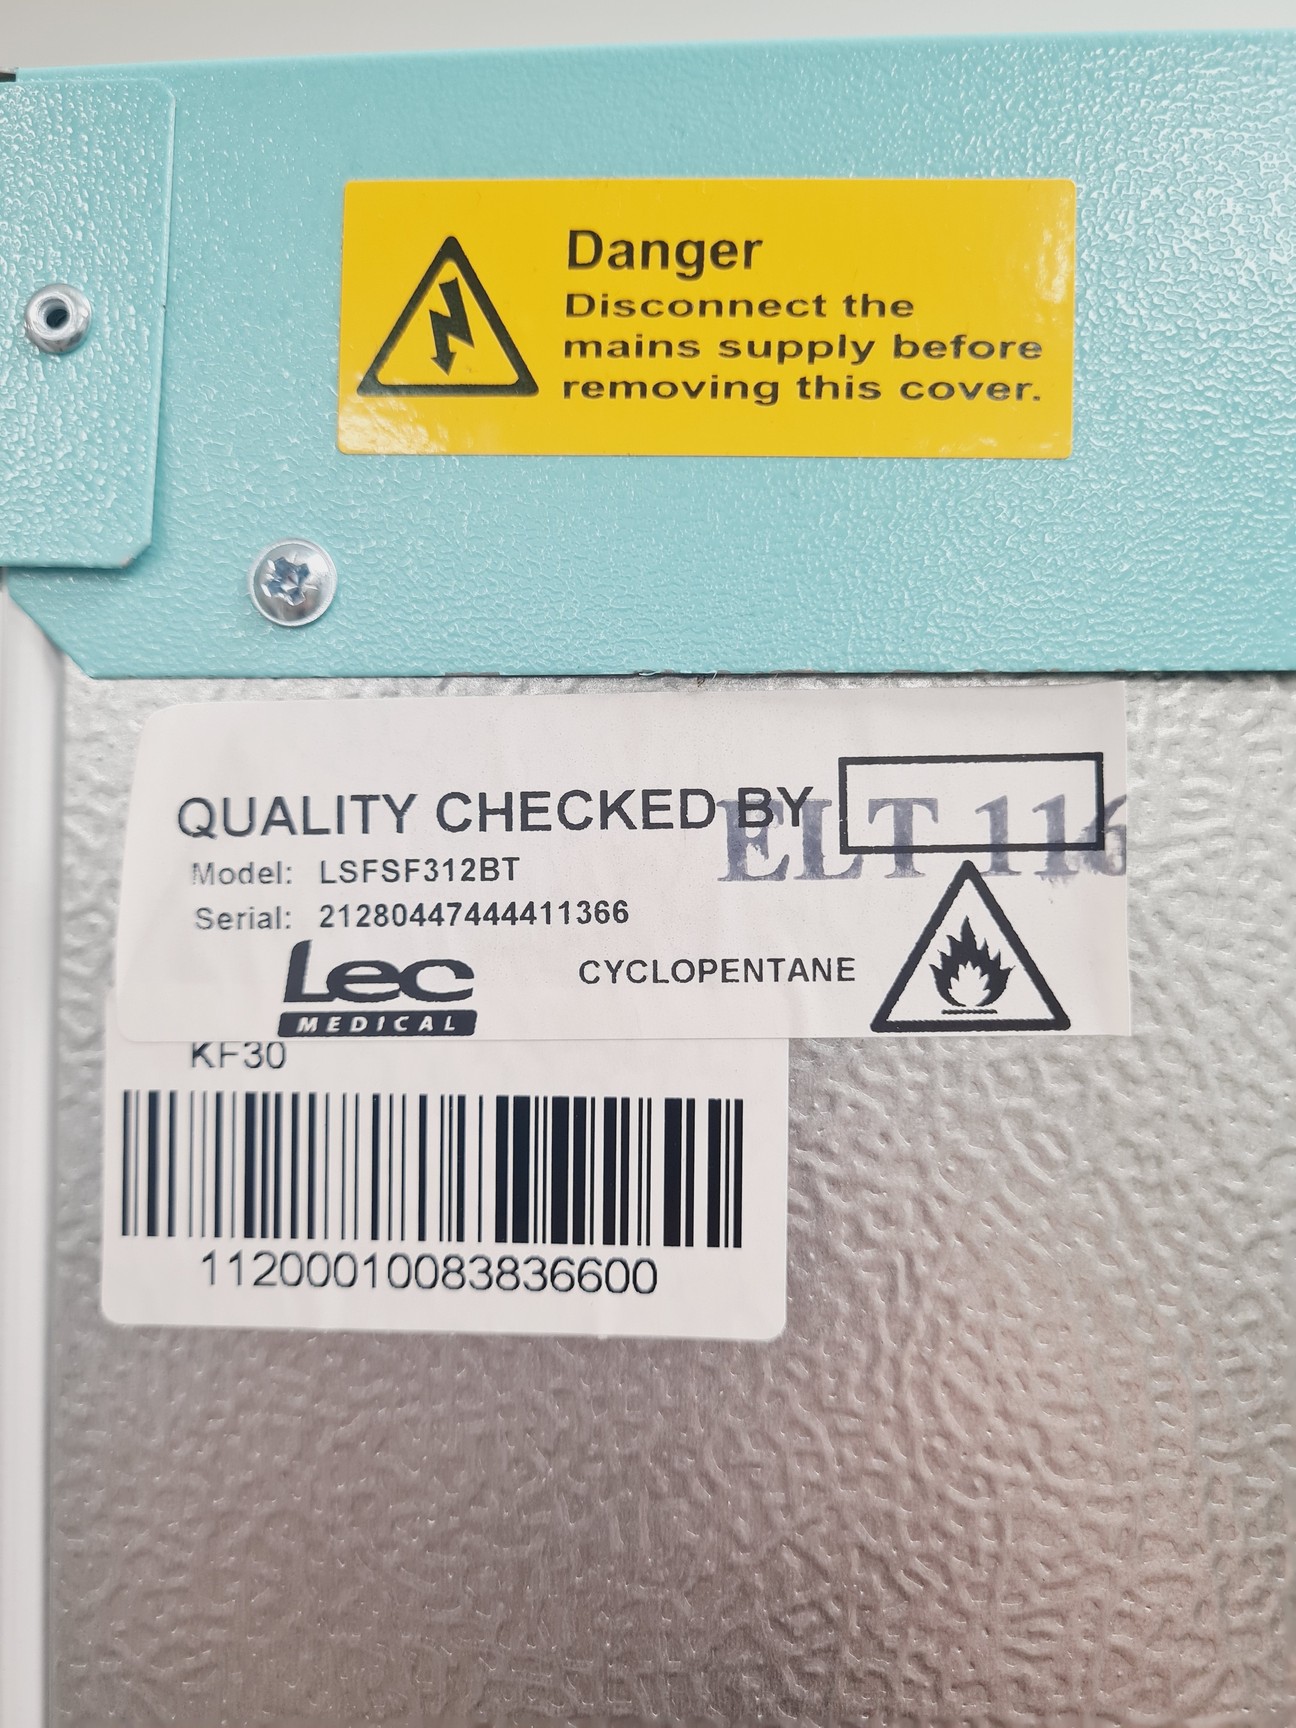 Danger
Disconnect the
mains supply before
removing this cover.
QUALITY CHECKED BY
ELT 116
Model: LSFSF312BT
Serial: 21280447444411366
Lec
MEDICAL
CYCLOPENTANE
KF30
11200010083836600